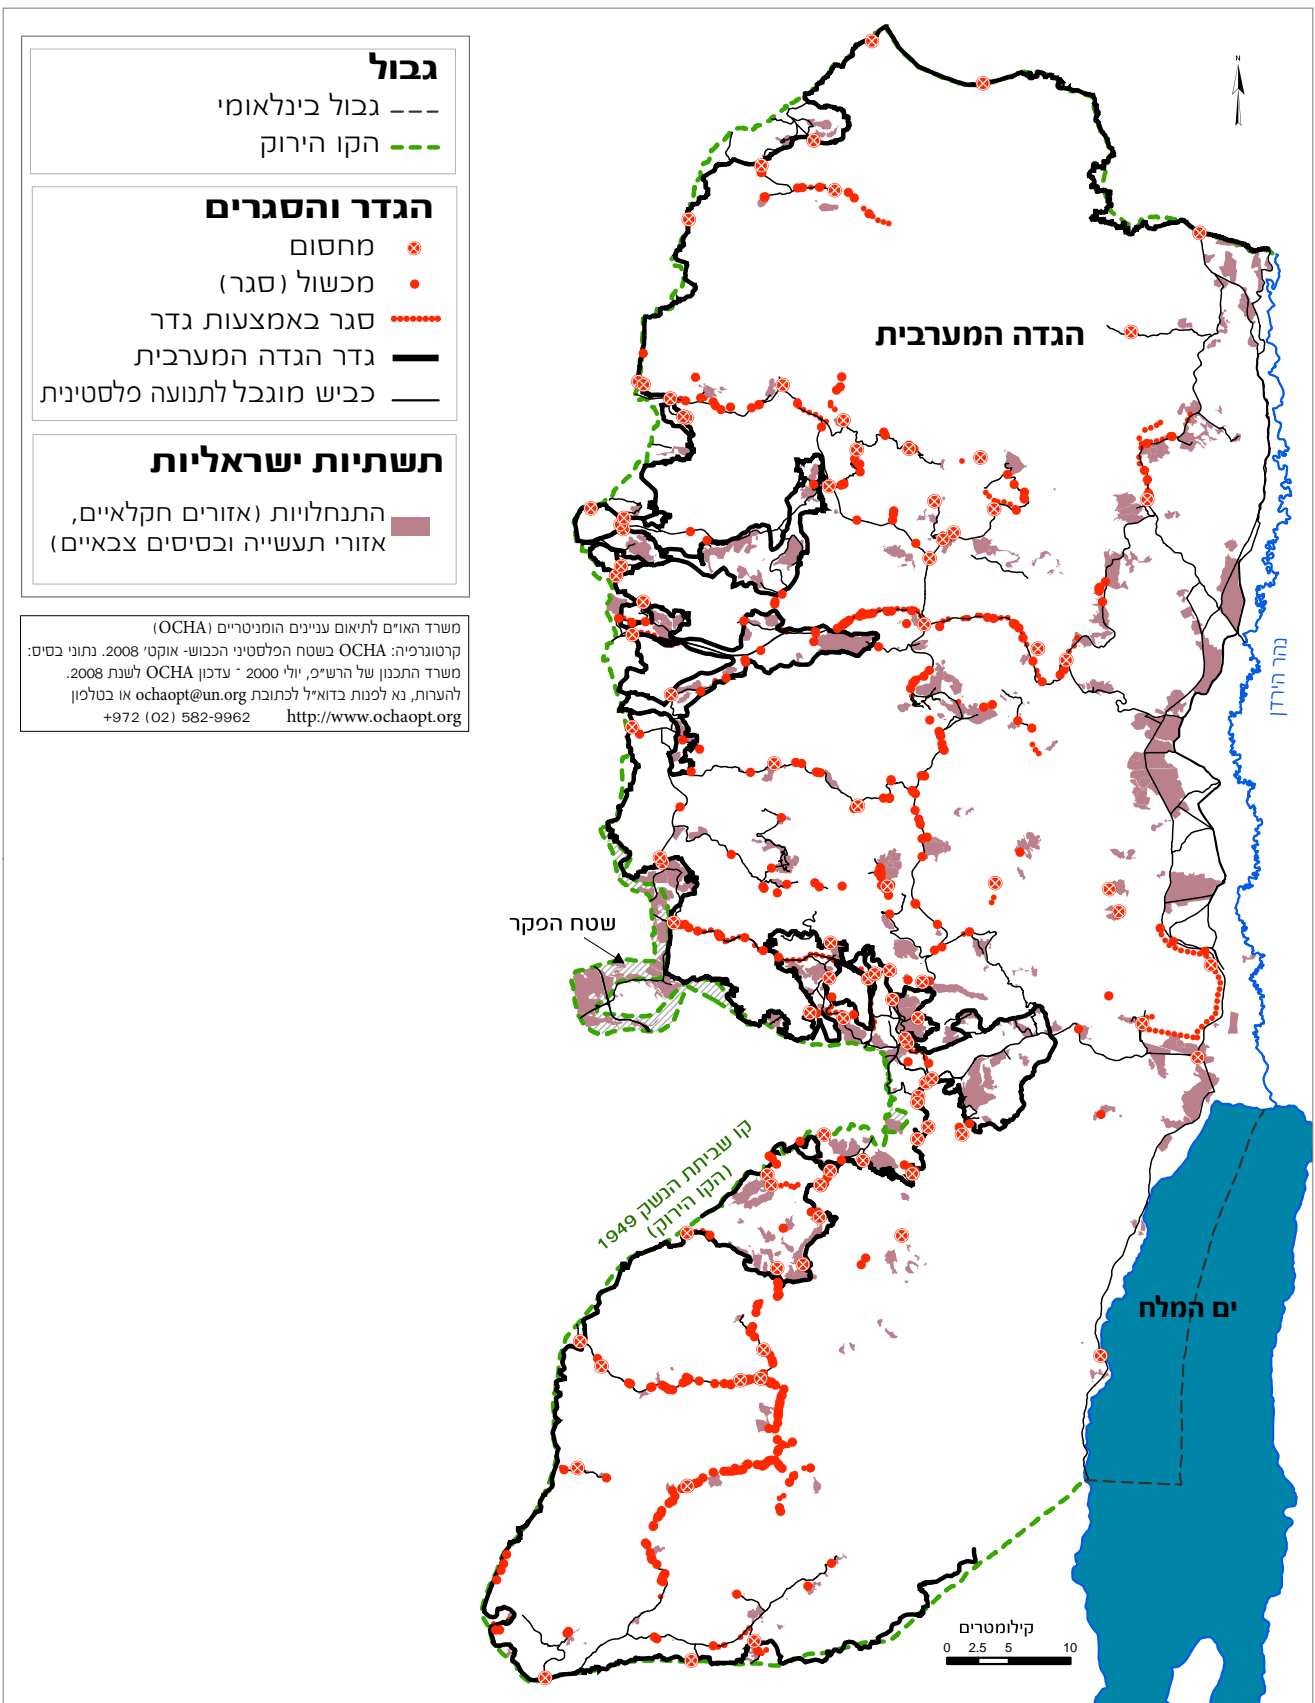 גבול
גבול בינלאומי
הקו הירוק
הגדר והסגרים
מחסום
מכשול (סגר)
סגר באמצעות גדר
גדר הגדה המערבית
כביש מוגבל לתנועה פלסטינית
תשתיות ישראליות
התנחלויות (אזורים חקלאיים,
אזורי תעשייה ובסיסים צבאיים)
משרד האו"ם לתיאום עניינים הומניטריים (OCHA)
קרטוגרפיה: OCHA בשטח הפלסטיני הכבוש- אוקט' 2008. נתוני בסיס:
משרד התכנון של הרש"פ, יולי 2000 - עדכון OCHA לשנת 2008.
להערות, נא לפנות בדוא"ל לכתובת ochaopt@un.org או בטלפון
+972 (02) 582-9962 http://www.ochaopt.org
N
הגדה המערבית
נהר הירדן
שטח הפקר
קו שביתת הנשק 1949
(הקו הירוק)
ים המלח
קילומטרים
0 2.5 5 10